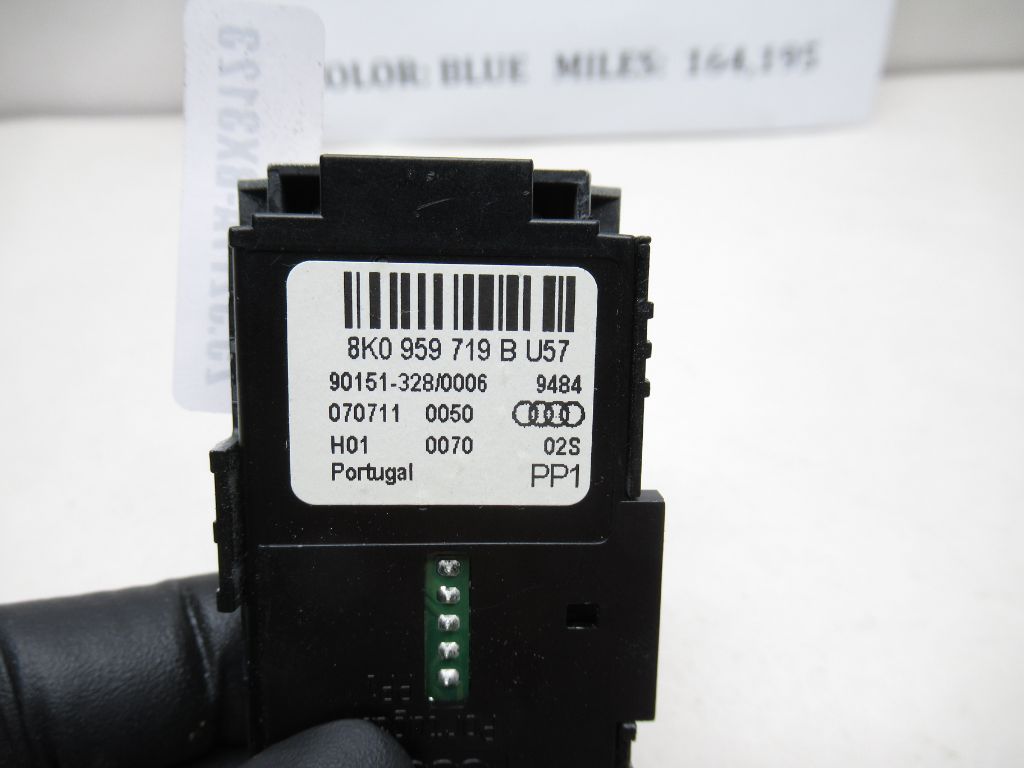 COLOR: BLUE MILES: 164,195
8K0 959 719 B U57
90151-328/0006 9484
070711 0050
H01 0070 02S
Portugal PP1